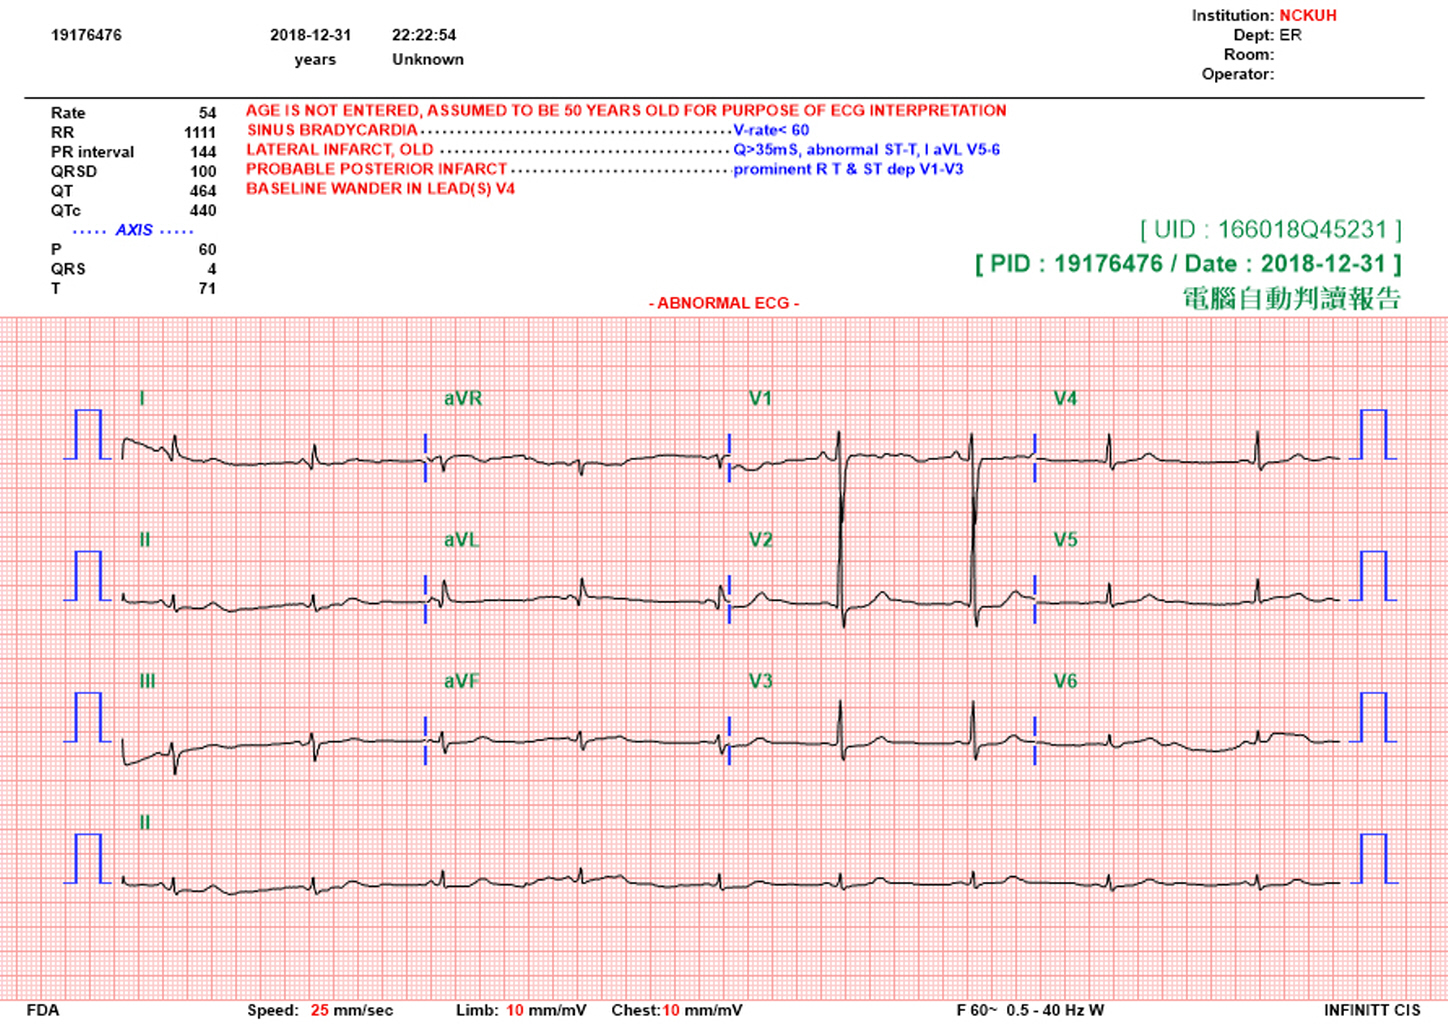 Institution: NCKUH
19176476 2018-12-31 22:22:54 Dept: ER
years Unknown Room:
Operator:
Rate 54 AGE IS NOT ENTERED, ASSUMED TO BE 50 YEARS OLD FOR PURPOSE OF ECG INTERPRETATION
RR 1111 SINUS BRADYCARDIA V-rate< 60
PR interval 144 LATERAL INFARCT, OLD Q>35mS, abnormal ST-T, I aVL V5-6
QRSD 100 PROBABLE POSTERIOR INFARCT prominent R T & ST dep V1-V3
QT 464 BASELINE WANDER IN LEAD(S) V4
QTc 440
····· AXIS ·····
P 60
QRS 4
T 71
[ UID : 166018Q45231 ]
[ PID : 19176476 / Date : 2018-12-31 ]
電腦自動判讀報告
- ABNORMAL ECG -
I aVR V1 V4
II aVL V2 V5
III aVF V3 V6
II
FDA Speed: 25 mm/sec Limb: 10 mm/mV Chest:10 mm/mV F 60~ 0.5 - 40 Hz W INFINITT CIS